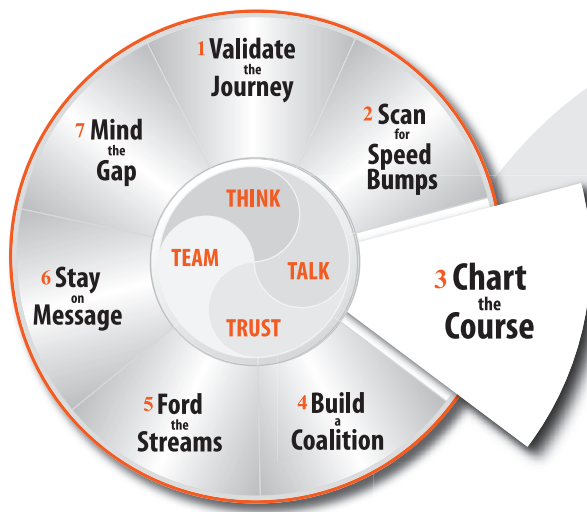 1 Validate
the
Journey
2 Scan
for
Speed
Bumps
3 Chart
the
Course
4 Build
a
Coalition
5 Ford
the
Streams
6 Stay
on
Message
7 Mind
the
Gap
THINK
TALK
TRUST
TEAM